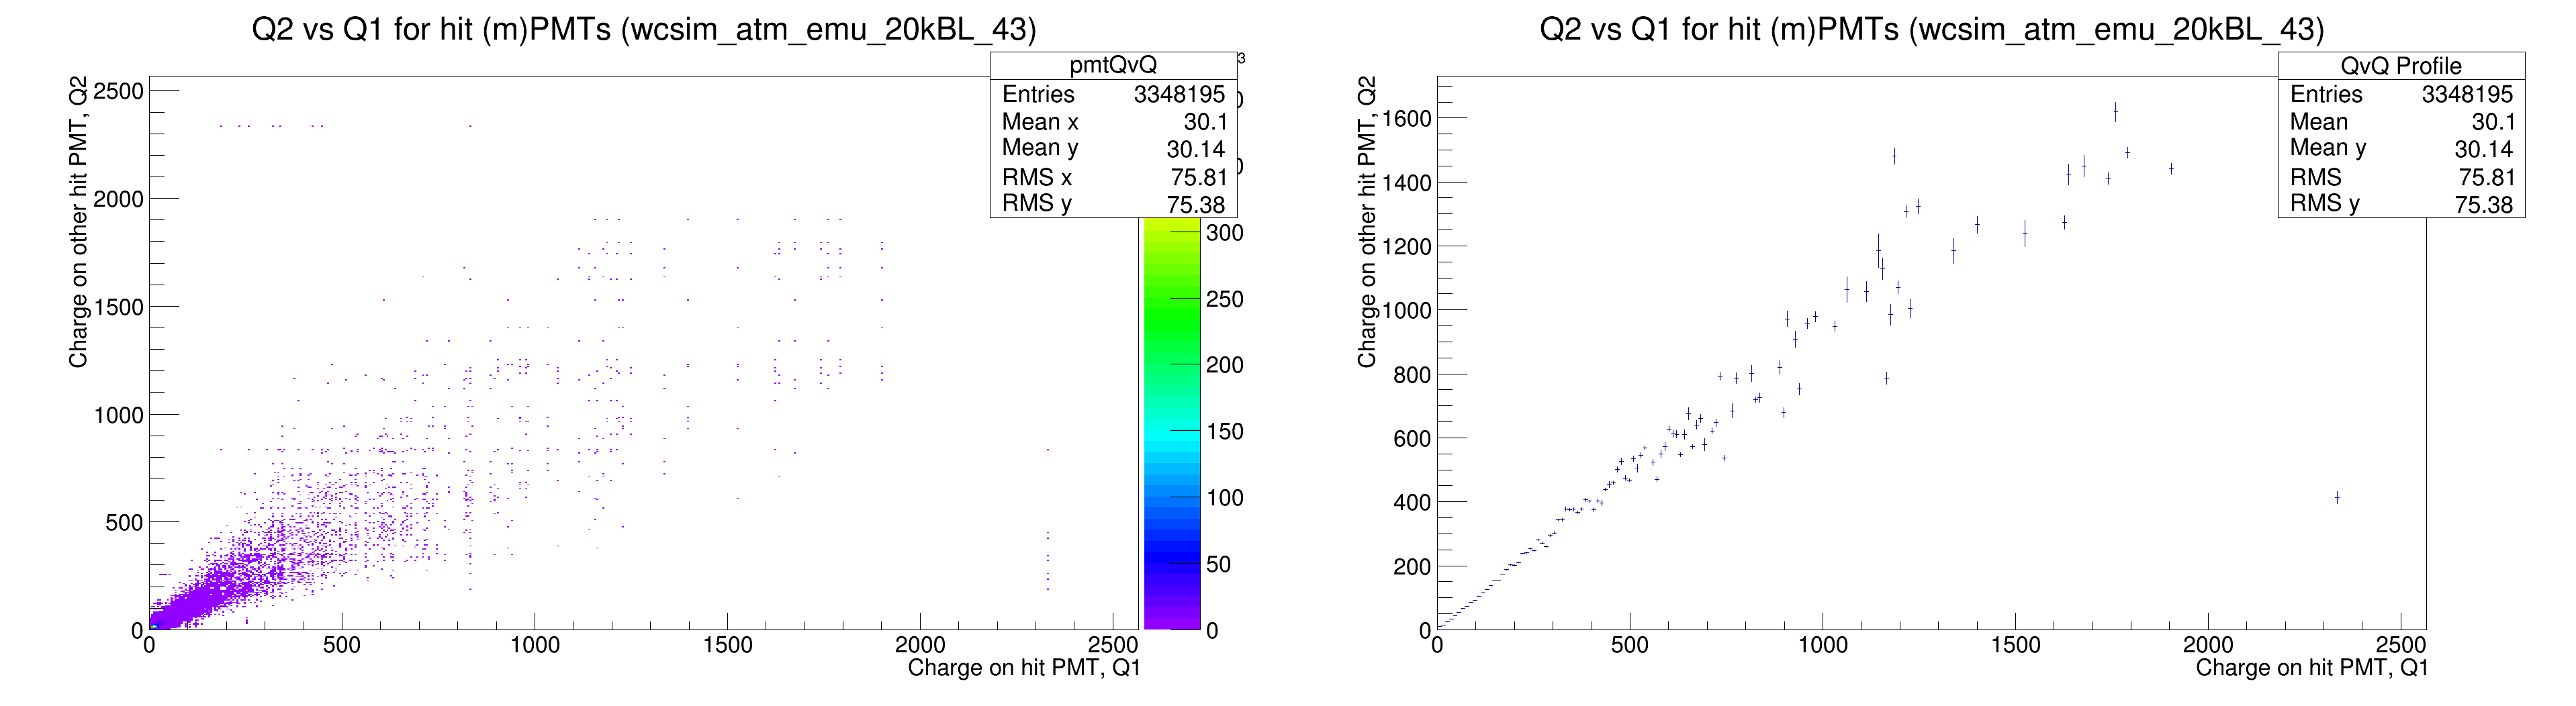 Q2 vs Q1 for hit (m)PMTs (wcsim_atm_emu_20kBL_43)
pmtQvQ
Entries 3348195
Mean x 30.1
Mean y 30.14
RMS x 75.81
RMS y 75.38
Charge on other hit PMT, Q2
2500
2000
1500
1000
500
0
0 500 1000 1500 2000 2500
Charge on hit PMT, Q1
3
0
0
300
250
200
150
100
50
0
Q2 vs Q1 for hit (m)PMTs (wcsim_atm_emu_20kBL_43)
QvQ Profile
Entries 3348195
Mean 30.1
Mean y 30.14
RMS 75.81
RMS y 75.38
Charge on other hit PMT, Q2
1600
1400
1200
1000
800
600
400
200
0
0 500 1000 1500 2000 2500
Charge on hit PMT, Q1